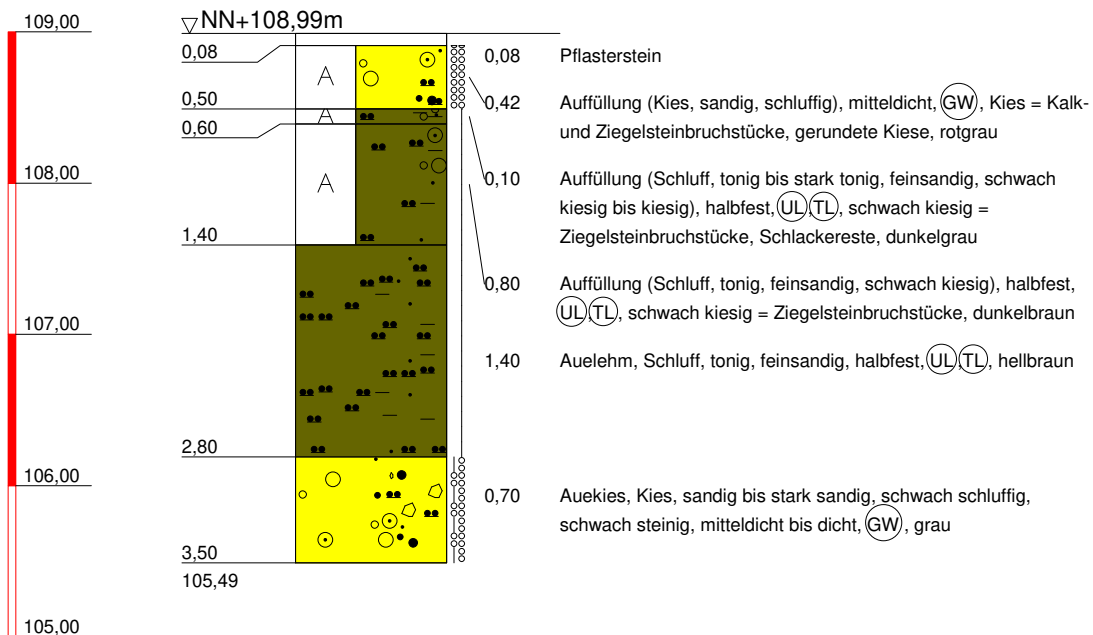 109,00
NN+108,99m
0,08
0,08 Pflasterstein
A
0,50
0,42 Auffüllung (Kies, sandig, schluffig), mitteldicht, GW, Kies = Kalk-
und Ziegelsteinbruchstücke, gerundete Kiese, rotgrau
A
0,60
108,00
A
0,10 Auffüllung (Schluff, tonig bis stark tonig, feinsandig, schwach
kiesig bis kiesig), halbfest, UL, TL, schwach kiesig =
Ziegelsteinbruchstücke, Schlackereste, dunkelgrau
1,40
0,80 Auffüllung (Schluff, tonig, feinsandig, schwach kiesig), halbfest,
UL, TL, schwach kiesig = Ziegelsteinbruchstücke, dunkelbraun
107,00
1,40 Auelehm, Schluff, tonig, feinsandig, halbfest, UL, TL, hellbraun
2,80
106,00
0,70 Auekies, Kies, sandig bis stark sandig, schwach schluffig,
schwach steinig, mitteldicht bis dicht, GW, grau
3,50
105,49
105,00